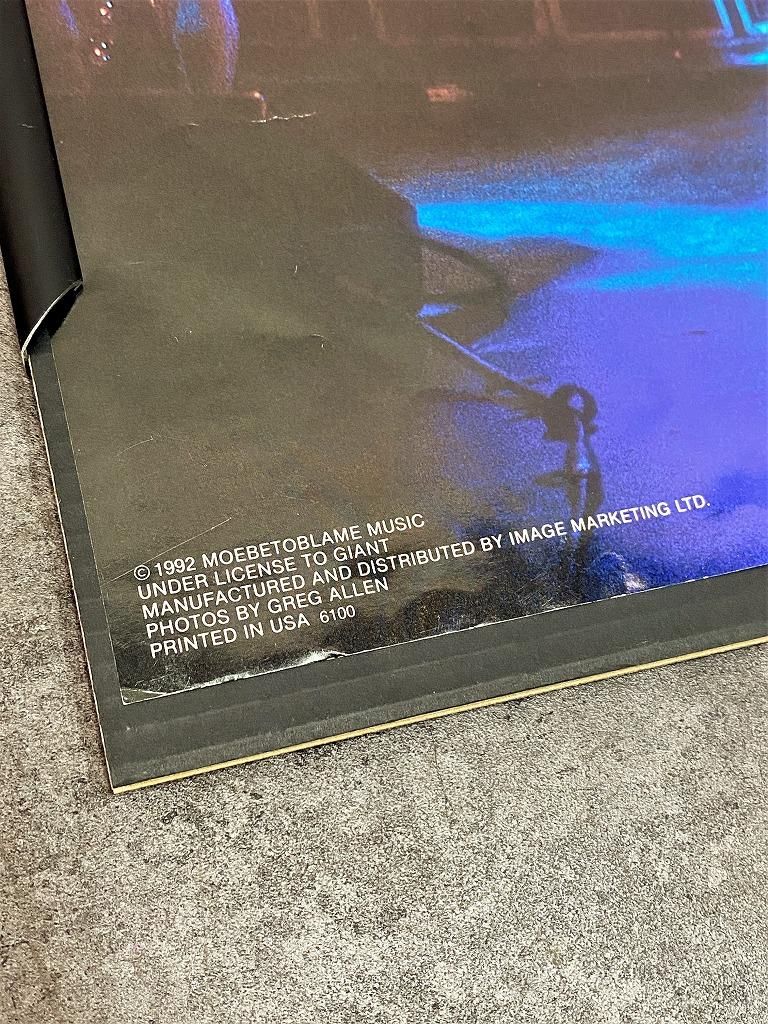 © 1992 MOEBETOBLAME MUSIC
UNDER LICENSE TO GIANT
MANUFACTURED AND DISTRIBUTED BY IMAGE MARKETING LTD.
PHOTOS BY GREG ALLEN
PRINTED IN USA 6100